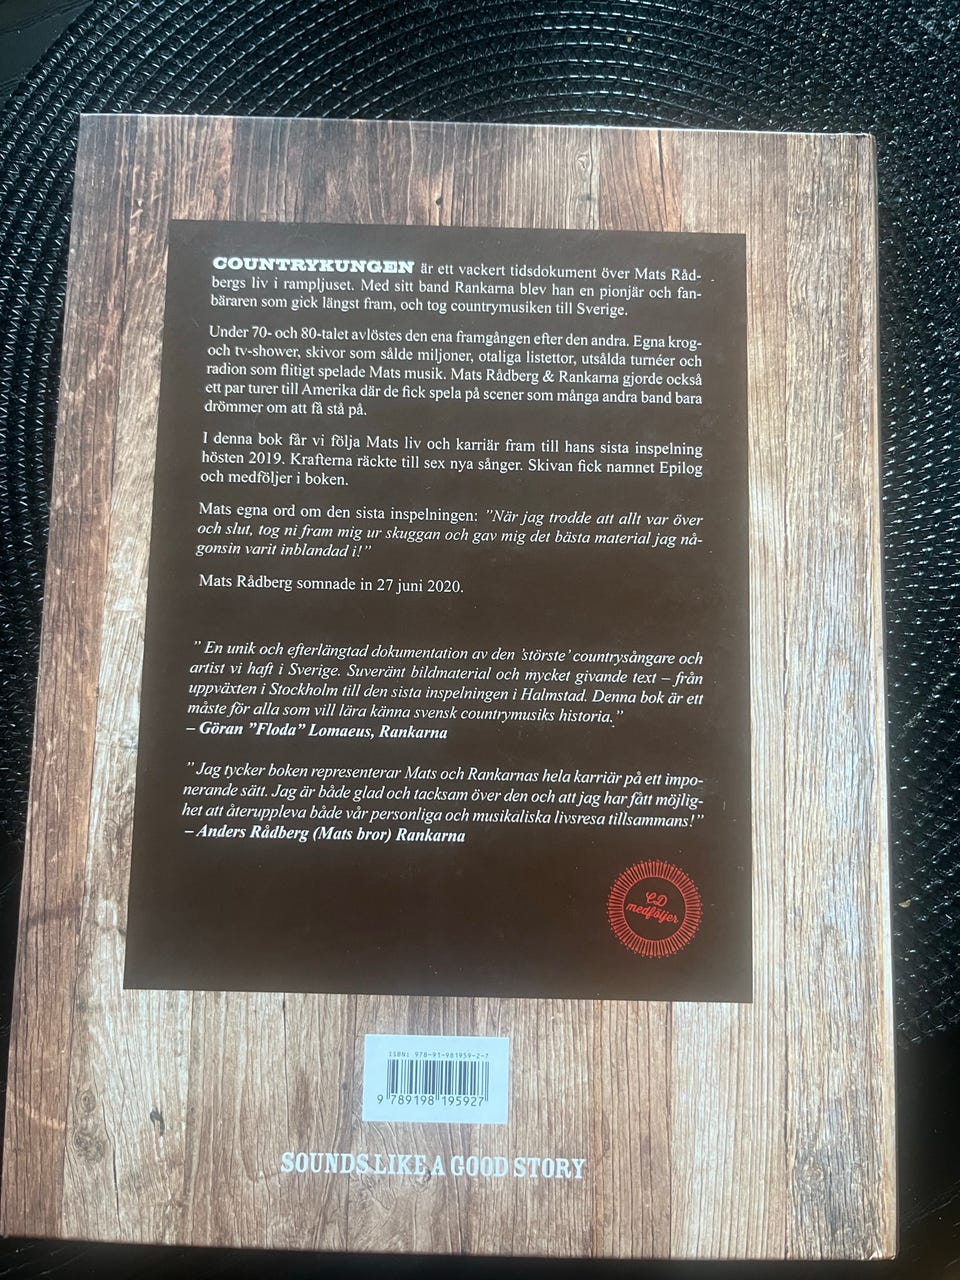 COUNTRYKUNGEN är ett vackert tidsdokument över Mats Råd-
bergs liv i rampljuset. Med sitt band Rankarna blev han en pionjär och fan-
bäraren som gick längst fram, och tog countrymusiken till Sverige.
Under 70- och 80-talet avlöstes den ena framgången efter den andra. Egna krog-
och tv-shower, skivor som sålde miljoner, otaliga listettor, utsålda turnéer och
radion som flitigt spelade Mats musik. Mats Rådberg & Rankarna gjorde också
ett par turer till Amerika där de fick spela på scener som många andra band bara
drömmer om att få stå på.
I denna bok får vi följa Mats liv och karriär fram till hans sista inspelning
hösten 2019. Krafterna räckte till sex nya sånger. Skivan fick namnet Epilog
och medföljer i boken.
Mats egna ord om den sista inspelningen: ”När jag trodde att allt var över
och slut, tog ni fram mig ur skuggan och gav mig det bästa material jag nå-
gonsin varit inblandad i!”
Mats Rådberg somnade in 27 juni 2020.
” En unik och efterlängtad dokumentation av den ’störste’ countrysångare och
artist vi haft i Sverige. Suveränt bildmaterial och mycket givande text – från
uppväxten i Stockholm till den sista inspelningen i Halmstad. Denna bok är ett
måste för alla som vill lära känna svensk countrymusiks historia.”
– Göran ”Floda” Lomaeus, Rankarna
” Jag tycker boken representerar Mats och Rankarnas hela karriär på ett impo-
nerande sätt. Jag är både glad och tacksam över den och att jag har fått möjlig-
het att återuppleva både vår personliga och musikaliska livsresa tillsammans!”
– Anders Rådberg (Mats bror) Rankarna
CD
medföljer
ISBN: 978-91-981959-2-7
9 789198 195927
SOUNDS LIKE A GOOD STORY